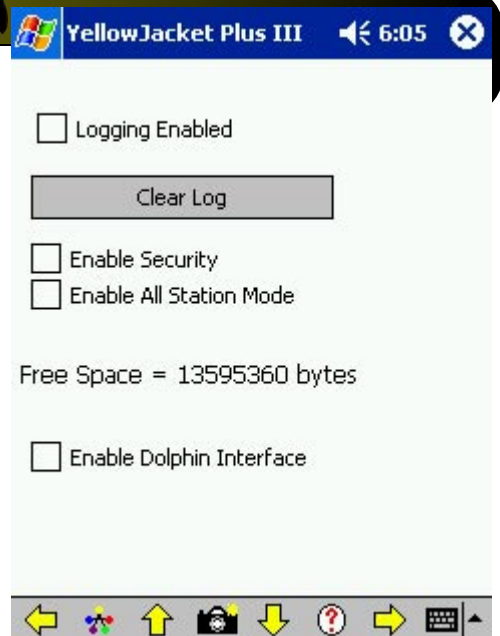 YellowJacket Plus III 6:05
Logging Enabled
Clear Log
Enable Security
Enable All Station Mode
Free Space = 13595360 bytes
Enable Dolphin Interface
?